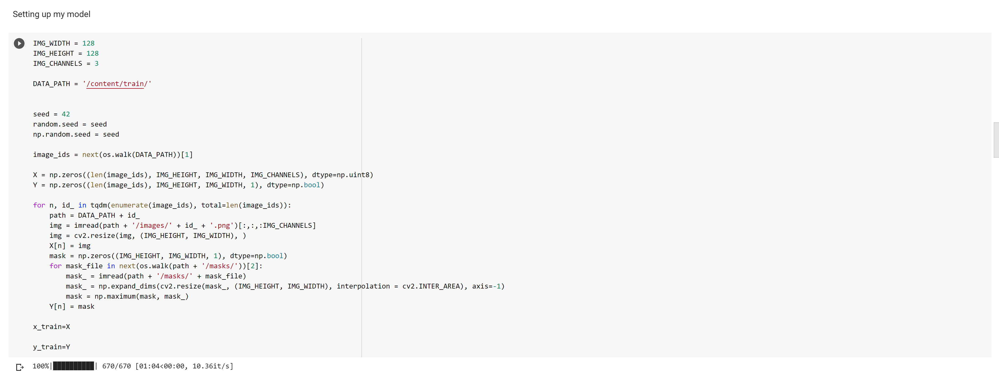 Setting up my model
IMG_WIDTH = 128
IMG_HEIGHT = 128
IMG_CHANNELS = 3
DATA_PATH = '/content/train/'
seed = 42
random.seed = seed
np.random.seed = seed
image_ids = next(os.walk(DATA_PATH))[1]
X = np.zeros((len(image_ids), IMG_HEIGHT, IMG_WIDTH, IMG_CHANNELS), dtype=np.uint8)
Y = np.zeros((len(image_ids), IMG_HEIGHT, IMG_WIDTH, 1), dtype=np.bool)
for n, id_ in tqdm(enumerate(image_ids), total=len(image_ids)):
    path = DATA_PATH + id_
    img = imread(path + '/images/' + id_ + '.png')[:,:,:IMG_CHANNELS]
    img = cv2.resize(img, (IMG_HEIGHT, IMG_WIDTH), )
    X[n] = img
    mask = np.zeros((IMG_HEIGHT, IMG_WIDTH, 1), dtype=np.bool)
    for mask_file in next(os.walk(path + '/masks/'))[2]:
        mask_ = imread(path + '/masks/' + mask_file)
        mask_ = np.expand_dims(cv2.resize(mask_, (IMG_HEIGHT, IMG_WIDTH), interpolation = cv2.INTER_AREA), axis=-1)
        mask = np.maximum(mask, mask_)
    Y[n] = mask
x_train=X
y_train=Y
100%|██████████| 670/670 [01:04<00:00, 10.36it/s]